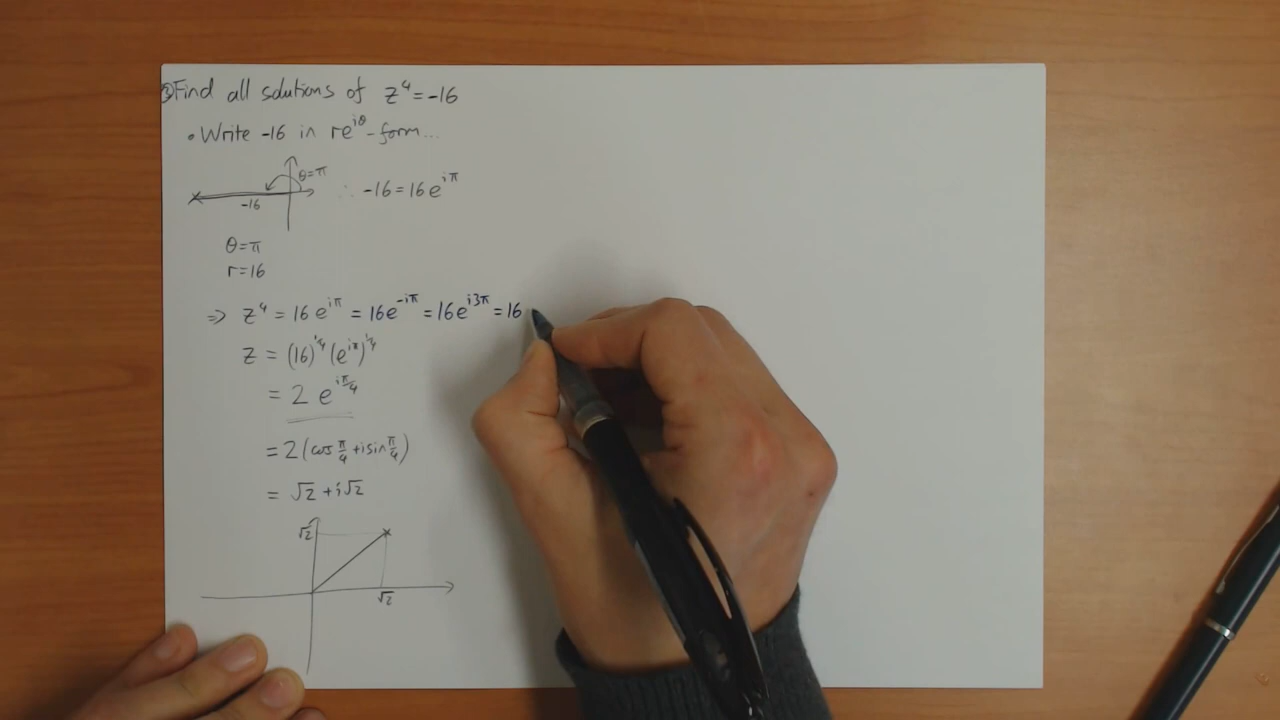 ③Find all solutions of z⁴=-16
• Write -16 in re^{iθ}-form...
θ=π
-16
∴ -16=16e^{iπ}
θ=π
r=16
⇒ z⁴ = 16e^{iπ} = 16e^{-iπ} = 16e^{i3π} = 16
z = (16)^{1/4}(e^{iπ})^{1/4}
= 2e^{iπ/4}
= 2(cos π/4 + i sin π/4)
= √2 + i√2
√2
√2